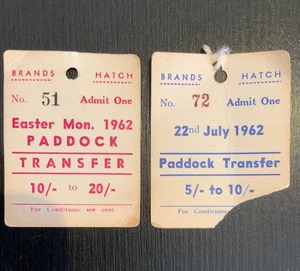 BRANDS HATCH
No. 51 Admit One
Easter Mon. 1962
PADDOCK
TRANSFER
10/- to 20/-
For Conditions see over
BRANDS HATCH
No. 72 Admit One
22nd July 1962
Paddock Transfer
5/- to 10/-
For Conditions